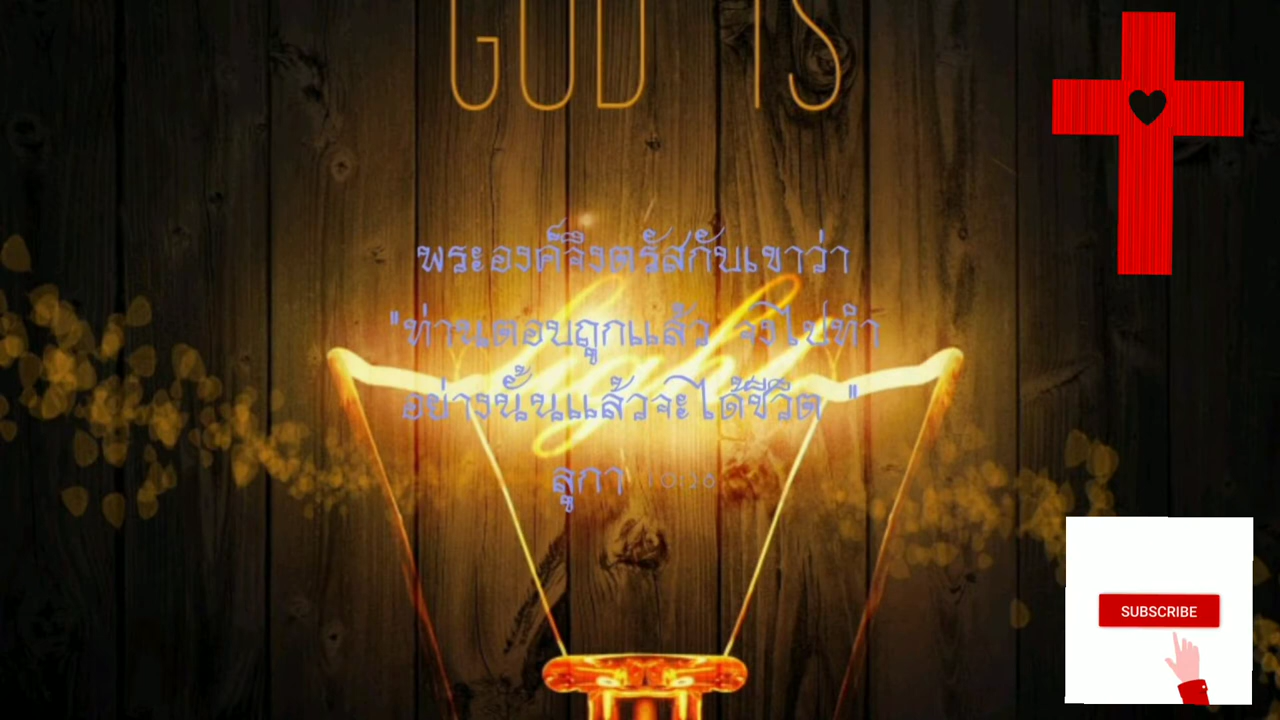 GOD IS
พระองค์จึงตรัสกับเขาว่า
"ท่านตอบถูกแล้ว จงไปทำ
light
อย่างนั้นแล้วจะได้ชีวิต "
ลูกา
SUBSCRIBE